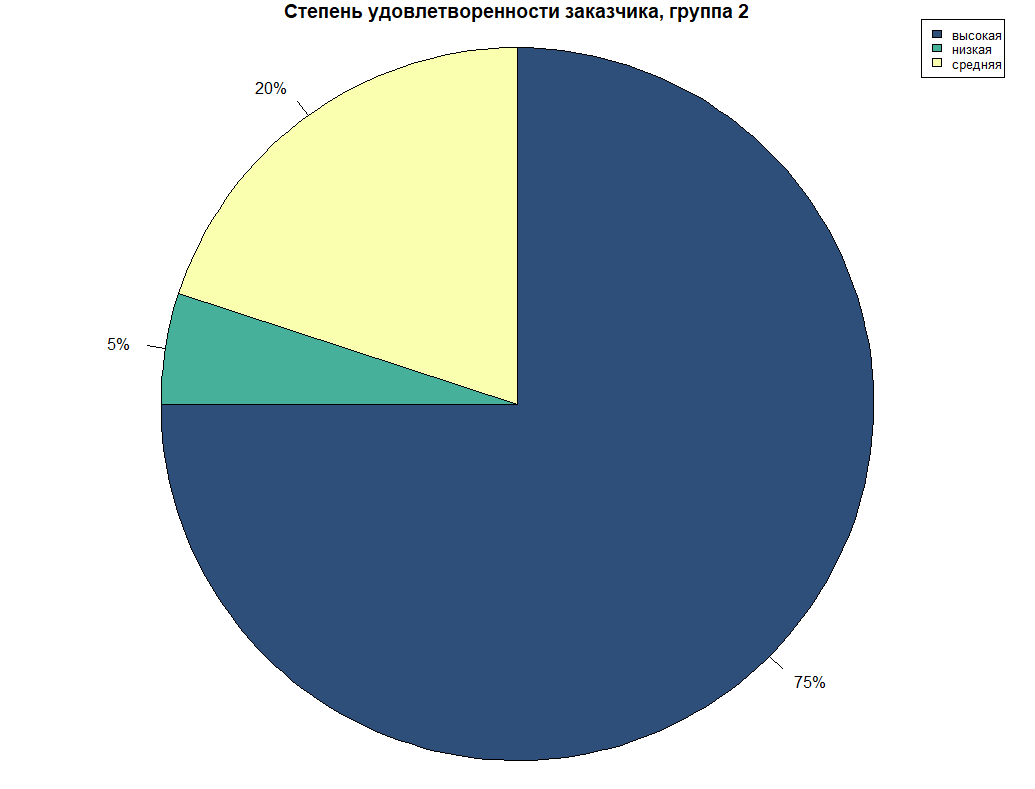 Степень удовлетворенности заказчика, группа 2
высокая
низкая
средняя
20%
5%
75%